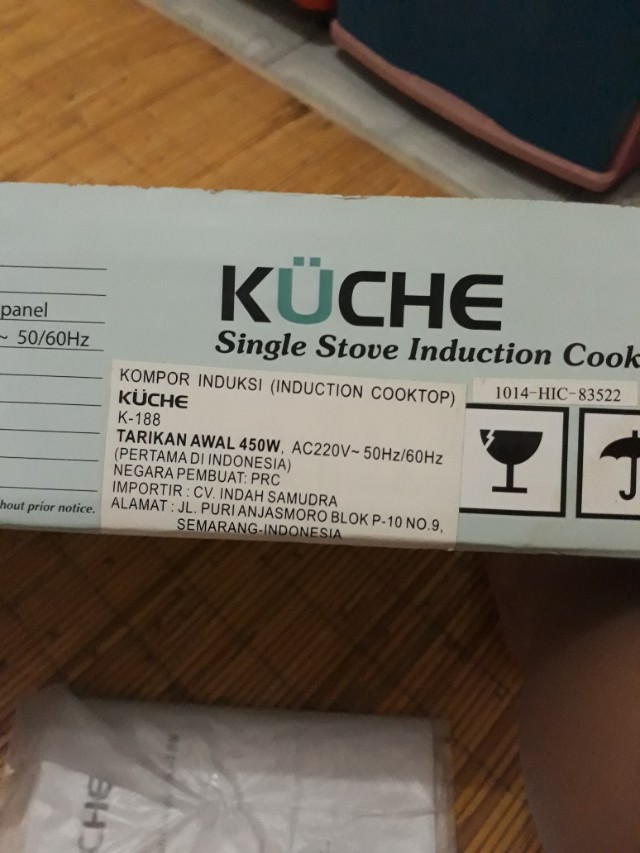 panel
~ 50/60Hz
hout prior notice.
KÜCHE
Single Stove Induction Cook
KOMPOR INDUKSI (INDUCTION COOKTOP)
KÜCHE
K-188
TARIKAN AWAL 450W, AC220V~ 50Hz/60Hz
(PERTAMA DI INDONESIA)
NEGARA PEMBUAT: PRC
IMPORTIR : CV. INDAH SAMUDRA
ALAMAT : JL. PURI ANJASMORO BLOK P-10 NO.9,
SEMARANG-INDONESIA
1014-HIC-83522
CHE